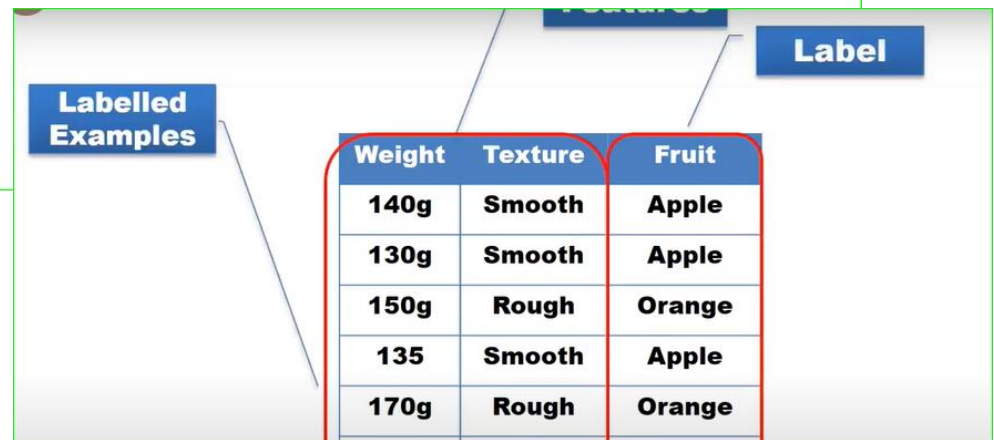 Features
Label
Labelled
Examples
Weight Texture Fruit
140g Smooth Apple
130g Smooth Apple
150g Rough Orange
135 Smooth Apple
170g Rough Orange